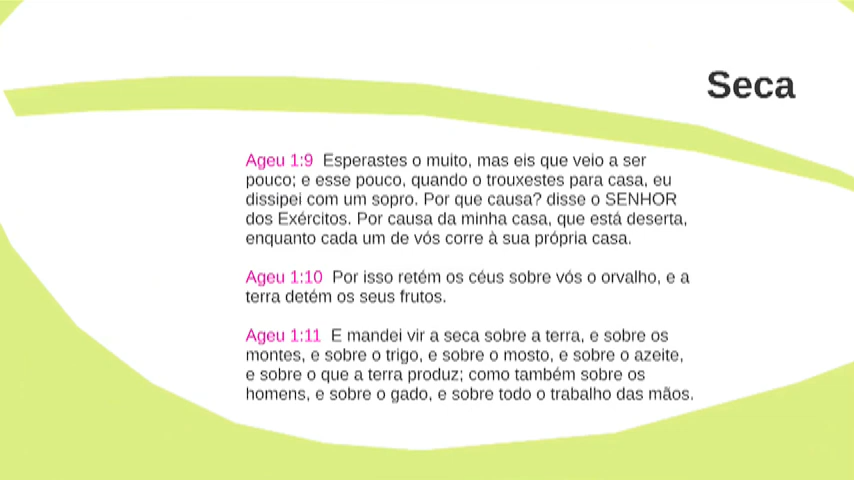 Seca
Ageu 1:9 Esperastes o muito, mas eis que veio a ser
pouco; e esse pouco, quando o trouxestes para casa, eu
dissipei com um sopro. Por que causa? disse o SENHOR
dos Exércitos. Por causa da minha casa, que está deserta,
enquanto cada um de vós corre à sua própria casa.
Ageu 1:10 Por isso retém os céus sobre vós o orvalho, e a
terra detém os seus frutos.
Ageu 1:11 E mandei vir a seca sobre a terra, e sobre os
montes, e sobre o trigo, e sobre o mosto, e sobre o azeite,
e sobre o que a terra produz; como também sobre os
homens, e sobre o gado, e sobre todo o trabalho das mãos.